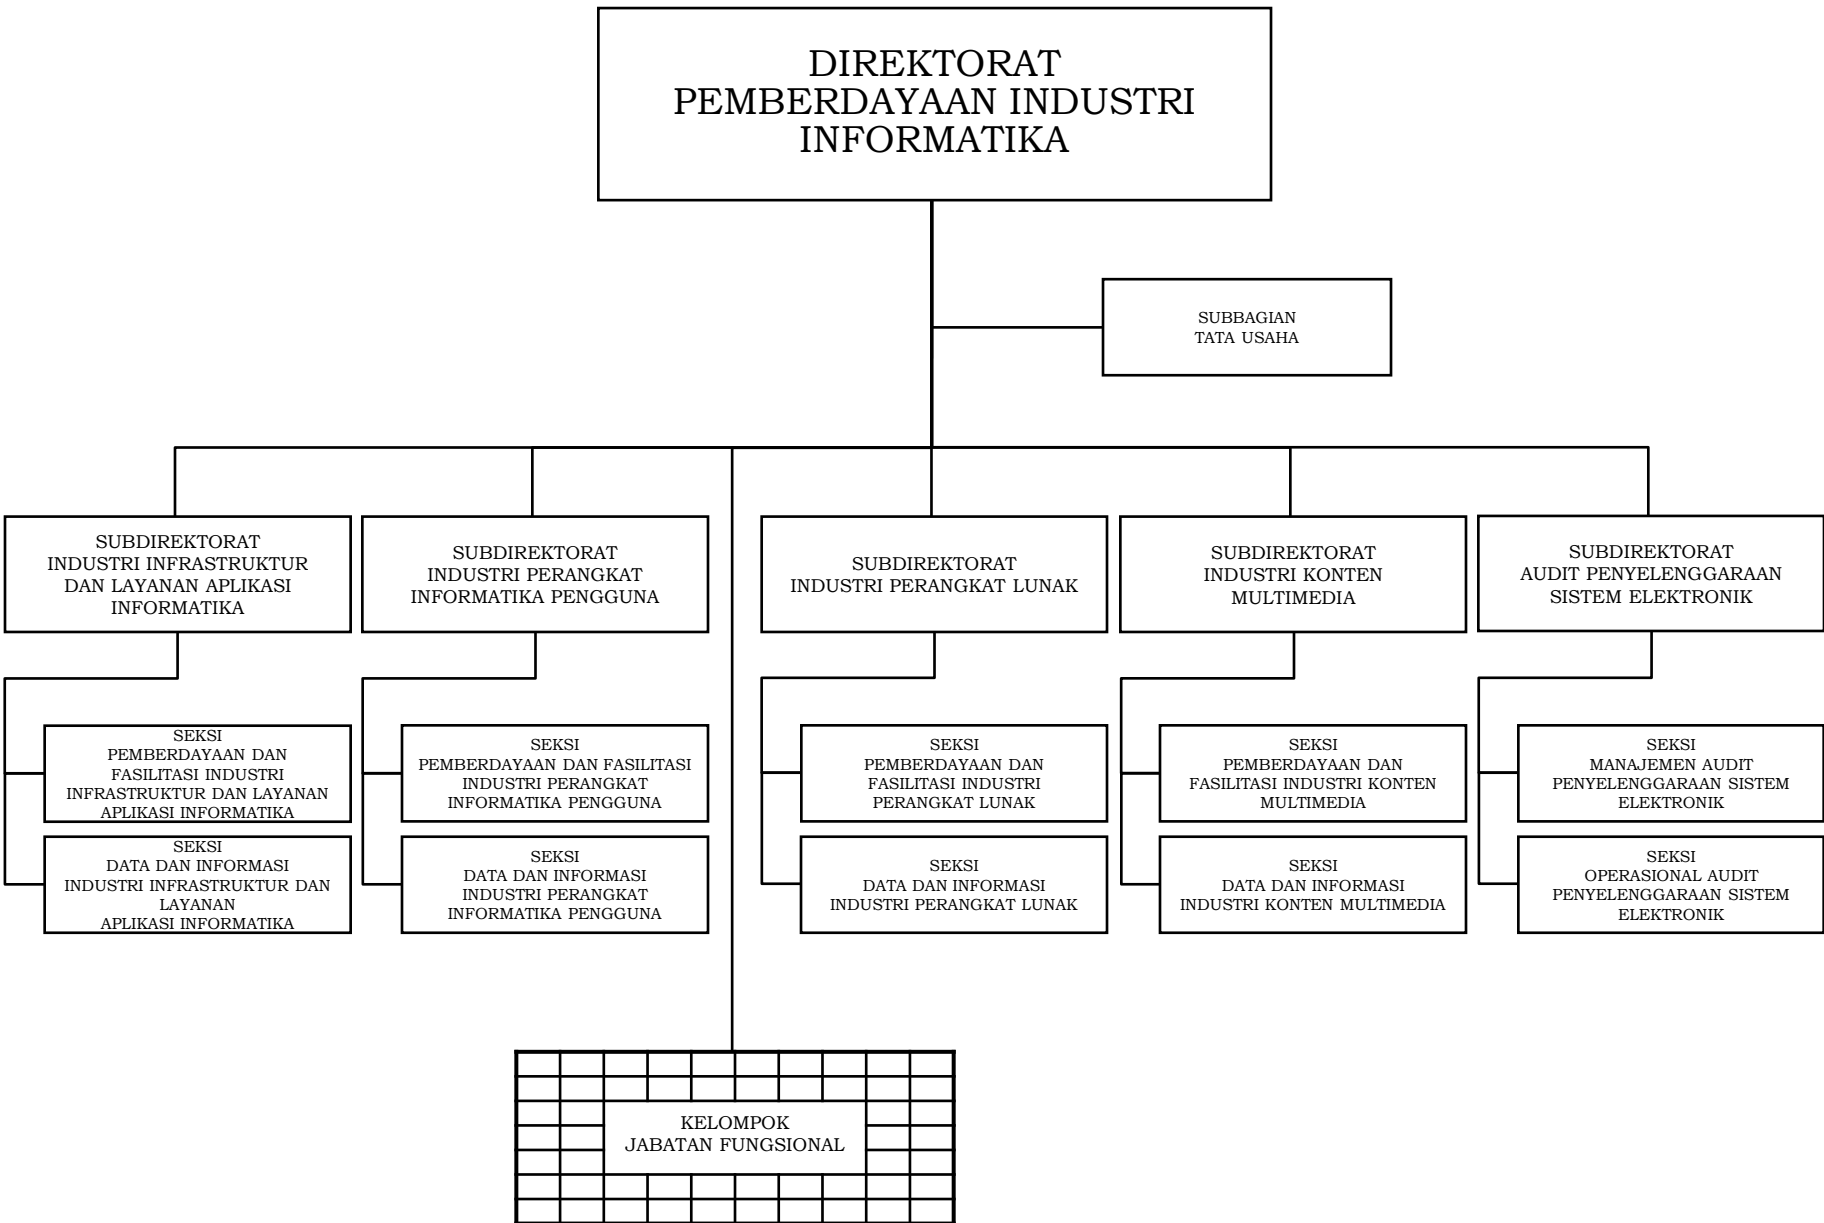 DIREKTORAT
PEMBERDAYAAN INDUSTRI
INFORMATIKA
SUBBAGIAN
TATA USAHA
SUBDIREKTORAT
INDUSTRI INFRASTRUKTUR
DAN LAYANAN APLIKASI
INFORMATIKA
SUBDIREKTORAT
INDUSTRI PERANGKAT
INFORMATIKA PENGGUNA
SUBDIREKTORAT
INDUSTRI PERANGKAT LUNAK
SUBDIREKTORAT
INDUSTRI KONTEN
MULTIMEDIA
SUBDIREKTORAT
AUDIT PENYELENGGARAAN
SISTEM ELEKTRONIK
SEKSI
PEMBERDAYAAN DAN
FASILITASI INDUSTRI
INFRASTRUKTUR DAN LAYANAN
APLIKASI INFORMATIKA
SEKSI
PEMBERDAYAAN DAN FASILITASI
INDUSTRI PERANGKAT
INFORMATIKA PENGGUNA
SEKSI
PEMBERDAYAAN DAN
FASILITASI INDUSTRI
PERANGKAT LUNAK
SEKSI
PEMBERDAYAAN DAN
FASILITASI INDUSTRI KONTEN
MULTIMEDIA
SEKSI
MANAJEMEN AUDIT
PENYELENGGARAAN SISTEM
ELEKTRONIK
SEKSI
DATA DAN INFORMASI
INDUSTRI INFRASTRUKTUR DAN
LAYANAN
APLIKASI INFORMATIKA
SEKSI
DATA DAN INFORMASI
INDUSTRI PERANGKAT
INFORMATIKA PENGGUNA
SEKSI
DATA DAN INFORMASI
INDUSTRI PERANGKAT LUNAK
SEKSI
DATA DAN INFORMASI
INDUSTRI KONTEN MULTIMEDIA
SEKSI
OPERASIONAL AUDIT
PENYELENGGARAAN SISTEM
ELEKTRONIK
KELOMPOK
JABATAN FUNGSIONAL